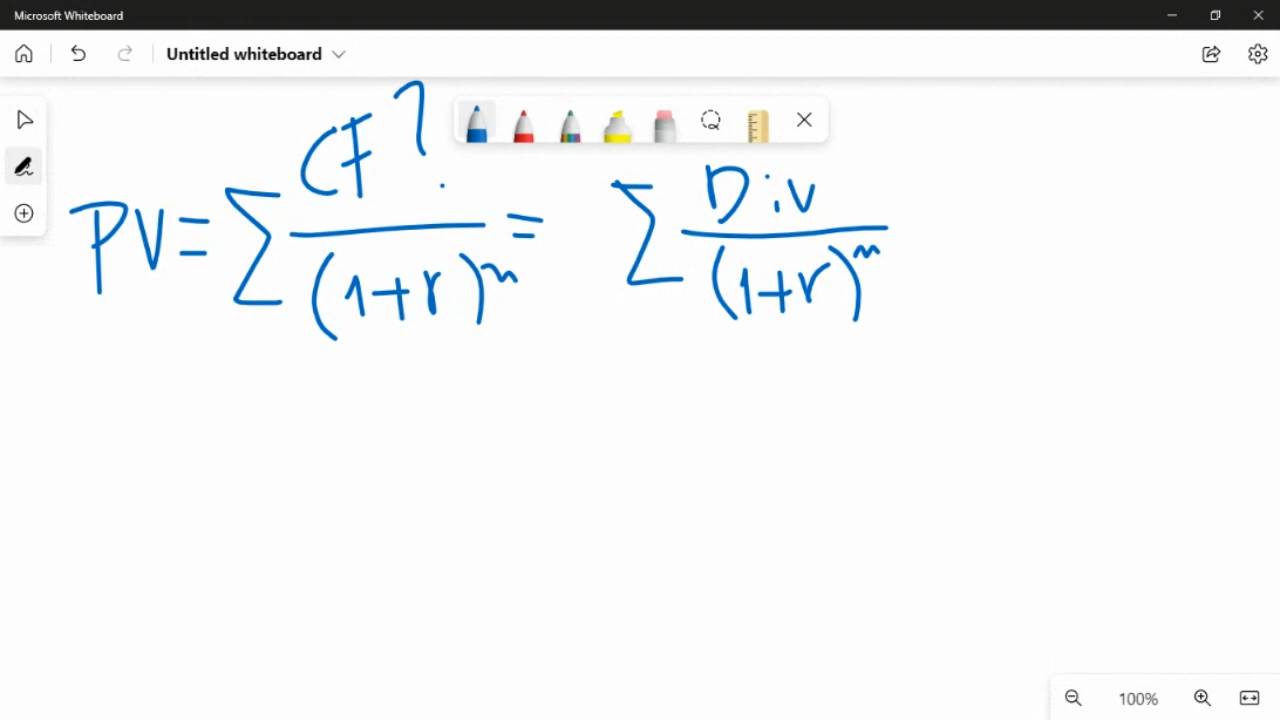 Microsoft Whiteboard
Untitled whiteboard
PV = Σ CF? / (1+r)^n = Σ Div / (1+r)^n
100%